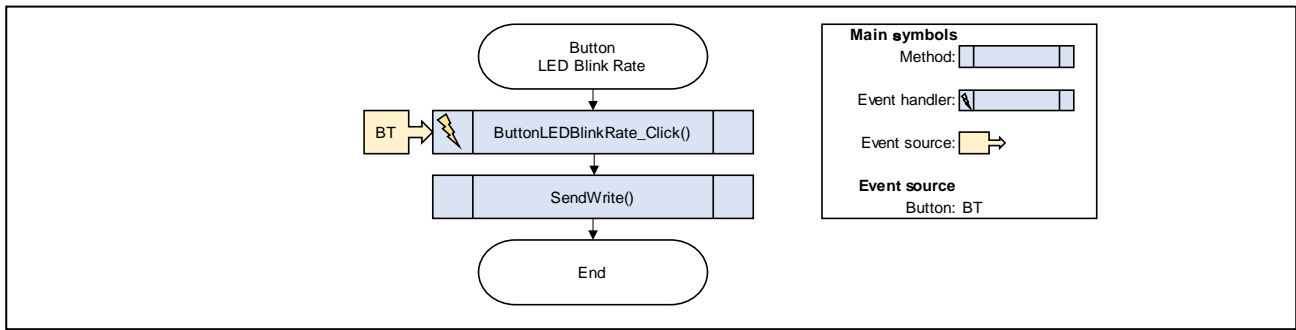 Button
LED Blink Rate
BT
ButtonLEDBlinkRate_Click()
SendWrite()
End
Main symbols
Method:
Event handler:
Event source:
Event source
Button: BT